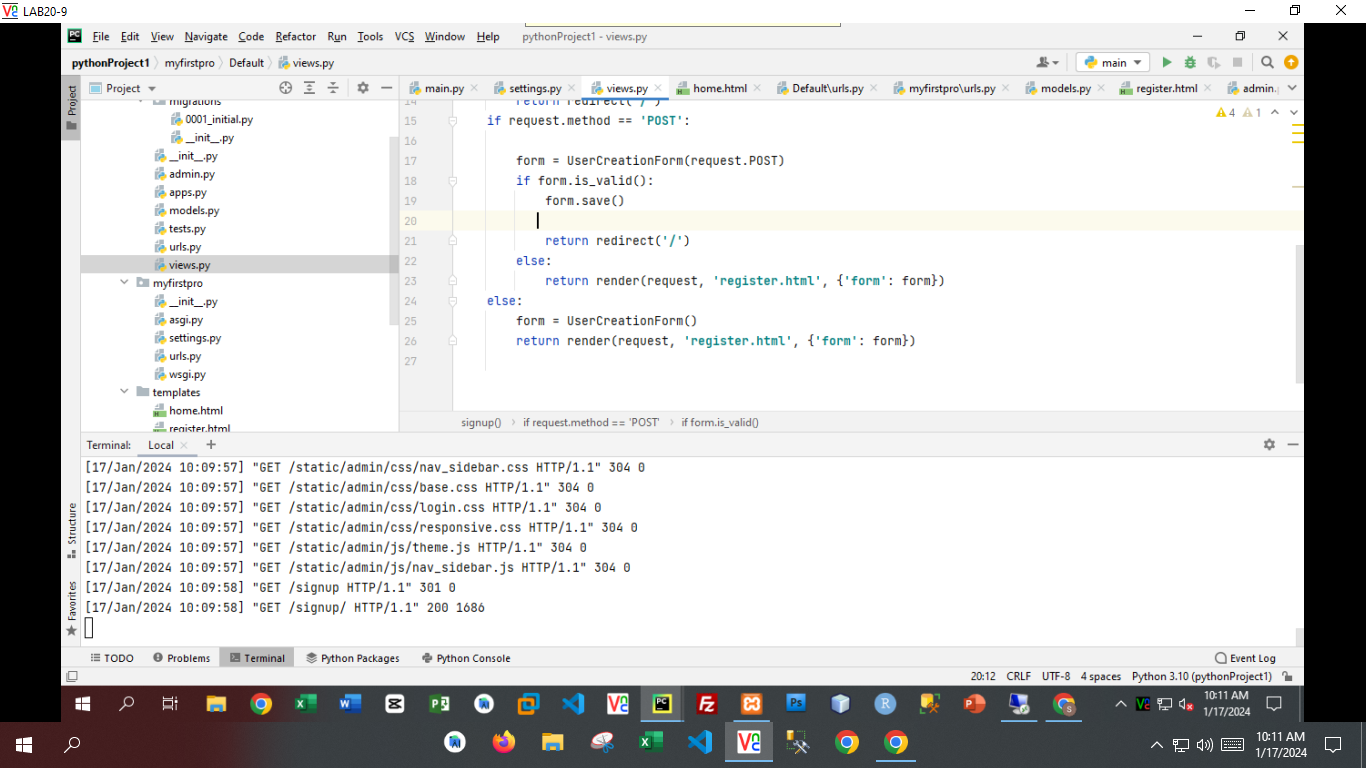 LAB20-9
File Edit View Navigate Code Refactor Run Tools VCS Window Help pythonProject1 - views.py
pythonProject1 myfirstpro Default views.py main
Project main.py settings.py views.py home.html Default\urls.py myfirstpro\urls.py models.py register.html admin.
Project
migrations
0001_initial.py
__init__.py
__init__.py
admin.py
apps.py
models.py
tests.py
urls.py
views.py
myfirstpro
__init__.py
asgi.py
settings.py
urls.py
wsgi.py
templates
home.html
register.html
4 1
14 return redirect('/')
15 if request.method == 'POST':
16
17 form = UserCreationForm(request.POST)
18 if form.is_valid():
19 form.save()
20
21 return redirect('/')
22 else:
23 return render(request, 'register.html', {'form': form})
24 else:
25 form = UserCreationForm()
26 return render(request, 'register.html', {'form': form})
27
signup() if request.method == 'POST' if form.is_valid()
Terminal: Local +
[17/Jan/2024 10:09:57] "GET /static/admin/css/nav_sidebar.css HTTP/1.1" 304 0
[17/Jan/2024 10:09:57] "GET /static/admin/css/base.css HTTP/1.1" 304 0
[17/Jan/2024 10:09:57] "GET /static/admin/css/login.css HTTP/1.1" 304 0
[17/Jan/2024 10:09:57] "GET /static/admin/css/responsive.css HTTP/1.1" 304 0
[17/Jan/2024 10:09:57] "GET /static/admin/js/theme.js HTTP/1.1" 304 0
[17/Jan/2024 10:09:57] "GET /static/admin/js/nav_sidebar.js HTTP/1.1" 304 0
[17/Jan/2024 10:09:58] "GET /signup HTTP/1.1" 301 0
[17/Jan/2024 10:09:58] "GET /signup/ HTTP/1.1" 200 1686
Structure
Favorites
TODO Problems Terminal Python Packages Python Console Event Log
20:12 CRLF UTF-8 4 spaces Python 3.10 (pythonProject1)
10:11 AM
1/17/2024
10:11 AM
1/17/2024